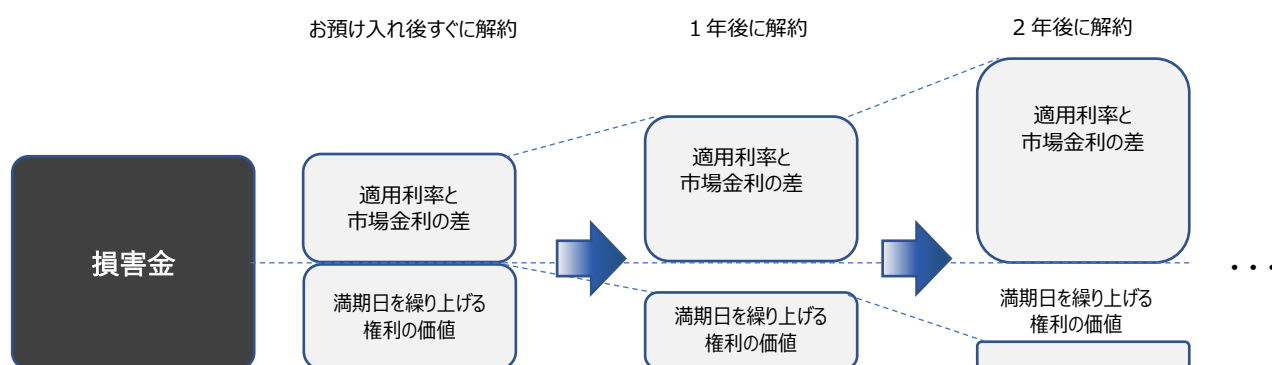 お預け入れ後すぐに解約
1年後に解約
2年後に解約
損害金
適用利率と
市場金利の差
満期日を繰り上げる
権利の価値
適用利率と
市場金利の差
満期日を繰り上げる
権利の価値
適用利率と
市場金利の差
満期日を繰り上げる
権利の価値
・・・